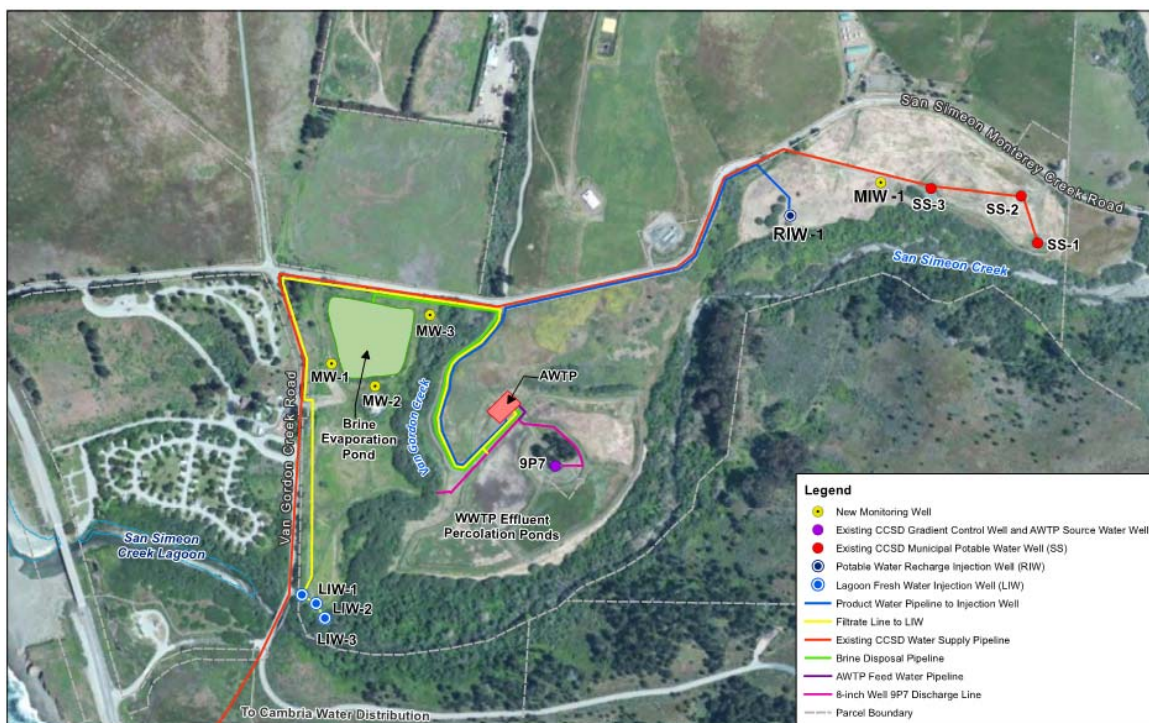 San Simeon Monterey Creek Road
MIW -1
SS-3
SS-2
SS-1
RIW-1
San Simeon Creek
MW-3
MW-1
MW-2
Brine
Evaporation
Pond
Van Gordon Creek
AWTP
9P7
WWTP Effluent
Percolation Ponds
Van Gordon Creek Road
San Simeon
Creek Lagoon
LIW-1
LIW-2
LIW-3
To Cambria Water Distribution
Legend
New Monitoring Well
Existing CCSD Gradient Control Well and AWTP Source Water Well
Existing CCSD Municipal Potable Water Well (SS)
Potable Water Recharge Injection Well (RIW)
Lagoon Fresh Water Injection Well (LIW)
Product Water Pipeline to Injection Well
Filtrate Line to LIW
Existing CCSD Water Supply Pipeline
Brine Disposal Pipeline
AWTP Feed Water Pipeline
6-inch Well 9P7 Discharge Line
Parcel Boundary